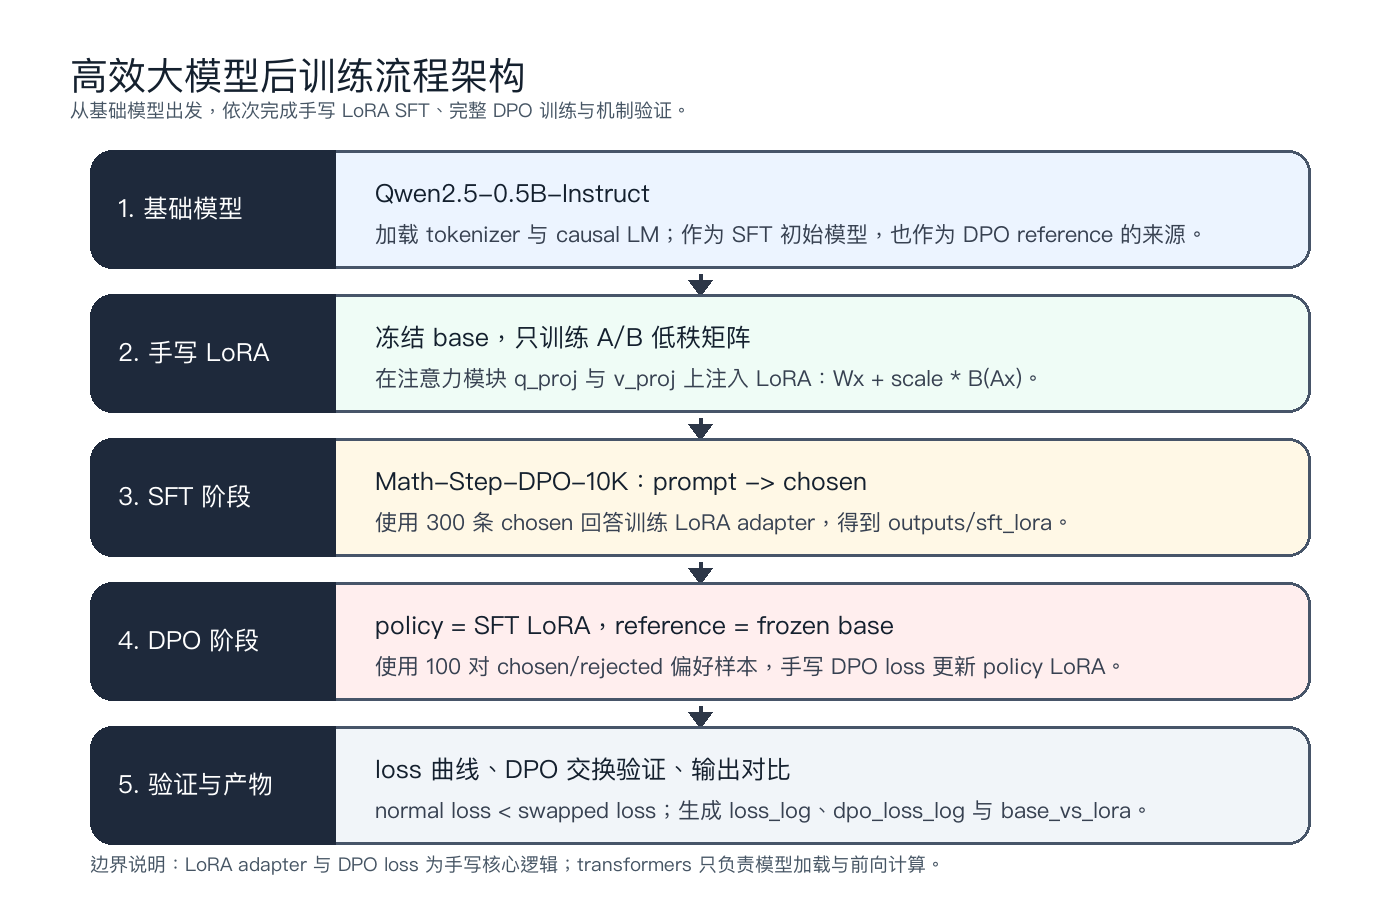 高效大模型后训练流程架构
从基础模型出发，依次完成手写 LoRA SFT、完整 DPO 训练与机制验证。
1. 基础模型
Qwen2.5-0.5B-Instruct
加载 tokenizer 与 causal LM；作为 SFT 初始模型，也作为 DPO reference 的来源。
2. 手写 LoRA
冻结 base，只训练 A/B 低秩矩阵
在注意力模块 q_proj 与 v_proj 上注入 LoRA：Wx + scale * B(Ax)。
3. SFT 阶段
Math-Step-DPO-10K：prompt -> chosen
使用 300 条 chosen 回答训练 LoRA adapter，得到 outputs/sft_lora。
4. DPO 阶段
policy = SFT LoRA，reference = frozen base
使用 100 对 chosen/rejected 偏好样本，手写 DPO loss 更新 policy LoRA。
5. 验证与产物
loss 曲线、DPO 交换验证、输出对比
normal loss < swapped loss；生成 loss_log、dpo_loss_log 与 base_vs_lora。
边界说明：LoRA adapter 与 DPO loss 为手写核心逻辑；transformers 只负责模型加载与前向计算。